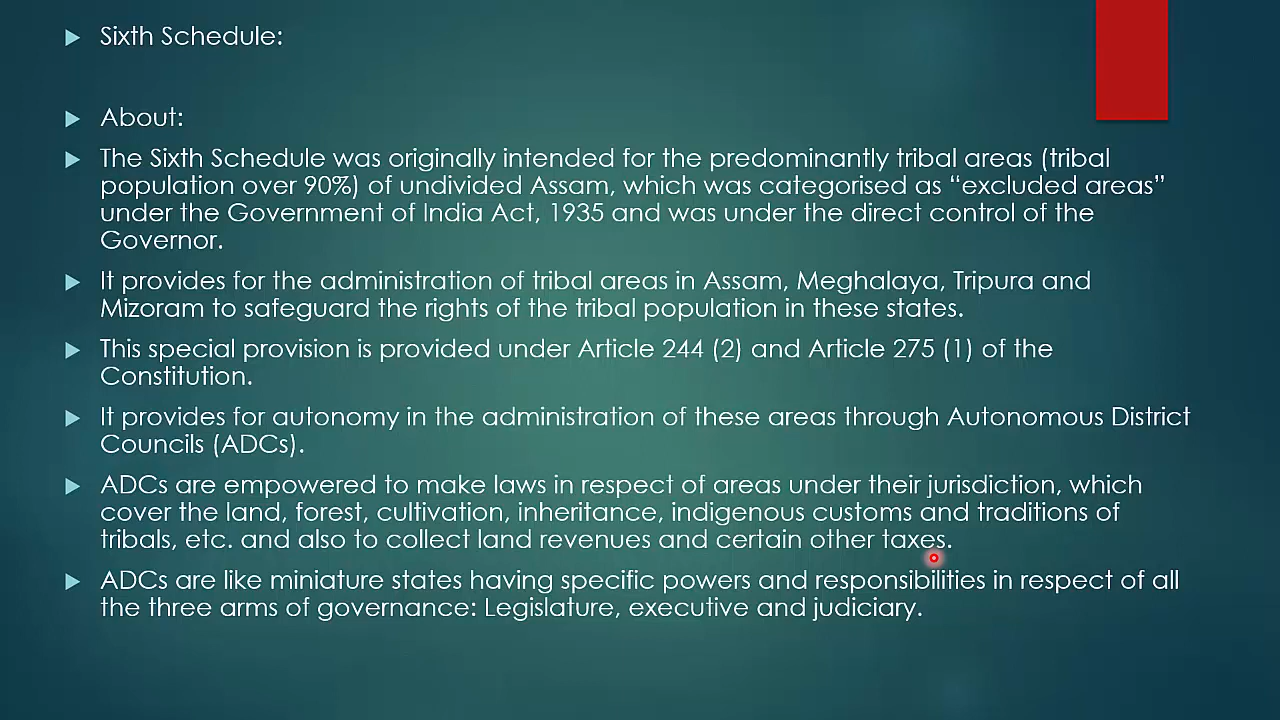 Sixth Schedule:
About:
The Sixth Schedule was originally intended for the predominantly tribal areas (tribal
population over 90%) of undivided Assam, which was categorised as “excluded areas”
under the Government of India Act, 1935 and was under the direct control of the
Governor.
It provides for the administration of tribal areas in Assam, Meghalaya, Tripura and
Mizoram to safeguard the rights of the tribal population in these states.
This special provision is provided under Article 244 (2) and Article 275 (1) of the
Constitution.
It provides for autonomy in the administration of these areas through Autonomous District
Councils (ADCs).
ADCs are empowered to make laws in respect of areas under their jurisdiction, which
cover the land, forest, cultivation, inheritance, indigenous customs and traditions of
tribals, etc. and also to collect land revenues and certain other taxes.
ADCs are like miniature states having specific powers and responsibilities in respect of all
the three arms of governance: Legislature, executive and judiciary.